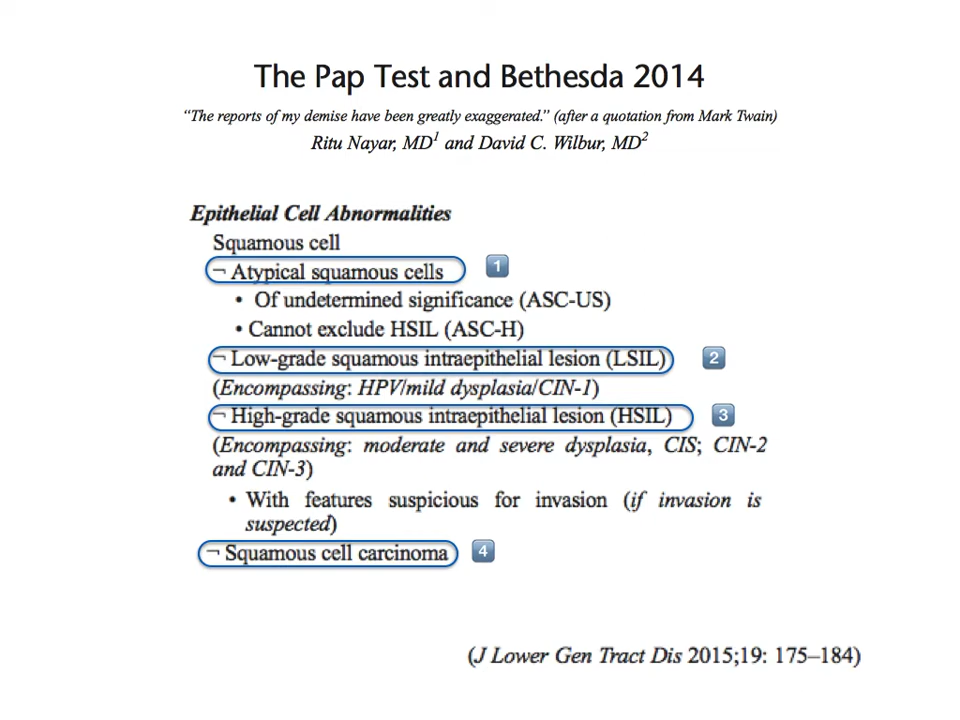 The Pap Test and Bethesda 2014
“The reports of my demise have been greatly exaggerated.” (after a quotation from Mark Twain)
Ritu Nayar, MD1 and David C. Wilbur, MD2
Epithelial Cell Abnormalities
Squamous cell
¬ Atypical squamous cells 1
• Of undetermined significance (ASC-US)
• Cannot exclude HSIL (ASC-H)
¬ Low-grade squamous intraepithelial lesion (LSIL) 2
(Encompassing: HPV/mild dysplasia/CIN-1)
¬ High-grade squamous intraepithelial lesion (HSIL) 3
(Encompassing: moderate and severe dysplasia, CIS; CIN-2
and CIN-3)
• With features suspicious for invasion (if invasion is
suspected)
¬ Squamous cell carcinoma 4
(J Lower Gen Tract Dis 2015;19: 175–184)